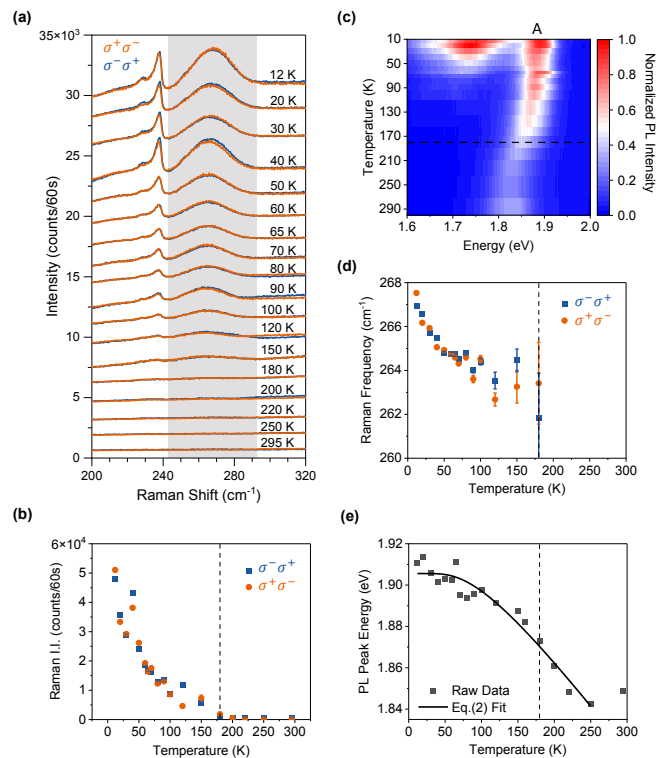 (a)
35×10³
σ⁺σ⁻
σ⁻σ⁺
30
25
20
15
10
5
0
Intensity (counts/60s)
12 K
20 K
30 K
40 K
50 K
60 K
65 K
70 K
80 K
90 K
100 K
120 K
150 K
180 K
200 K
220 K
250 K
295 K
200 240 280 320
Raman Shift (cm⁻¹)
(b)
6×10⁴
5
4
3
2
1
0
Raman I.I. (counts/60s)
σ⁻σ⁺
σ⁺σ⁻
0 50 100 150 200 250 300
Temperature (K)
(c)
A
10
50
90
130
170
210
250
290
Temperature(K)
1.6 1.7 1.8 1.9 2.0
Energy (eV)
1.0
0.8
0.6
0.4
0.2
0.0
Normalized PL Intensity
(d)
268
266
264
262
260
Raman Frequency (cm⁻¹)
σ⁻σ⁺
σ⁺σ⁻
0 50 100 150 200 250 300
Temperature (K)
(e)
1.92
1.90
1.88
1.86
1.84
PL Peak Energy (eV)
Raw Data
Eq.(2) Fit
0 50 100 150 200 250 300
Temperature (K)